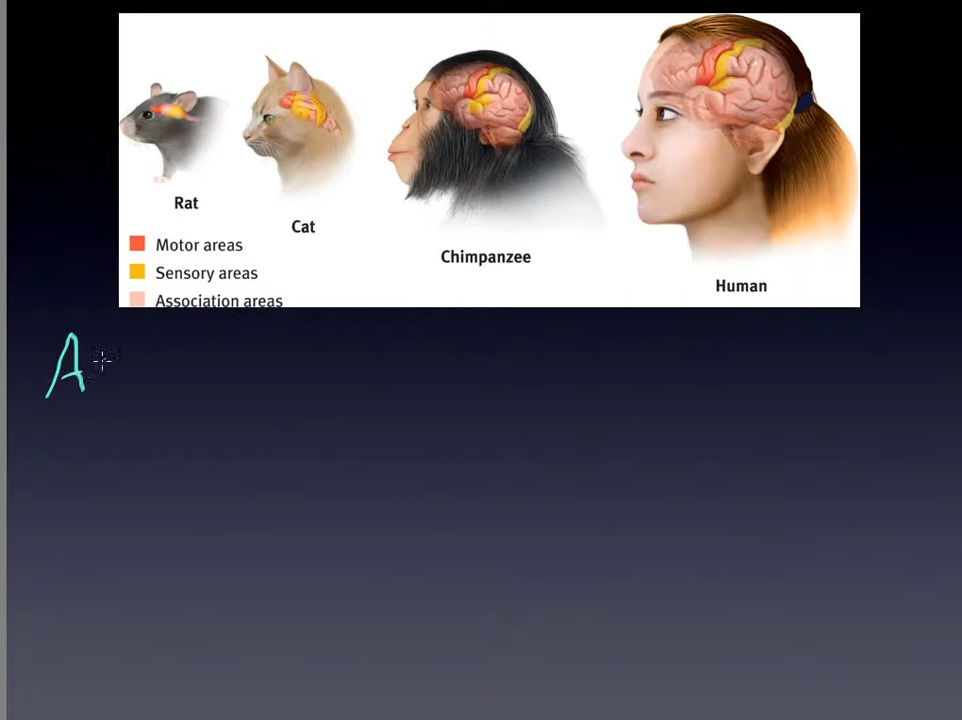 Rat
Cat
Chimpanzee
Human
Motor areas
Sensory areas
Association areas
A